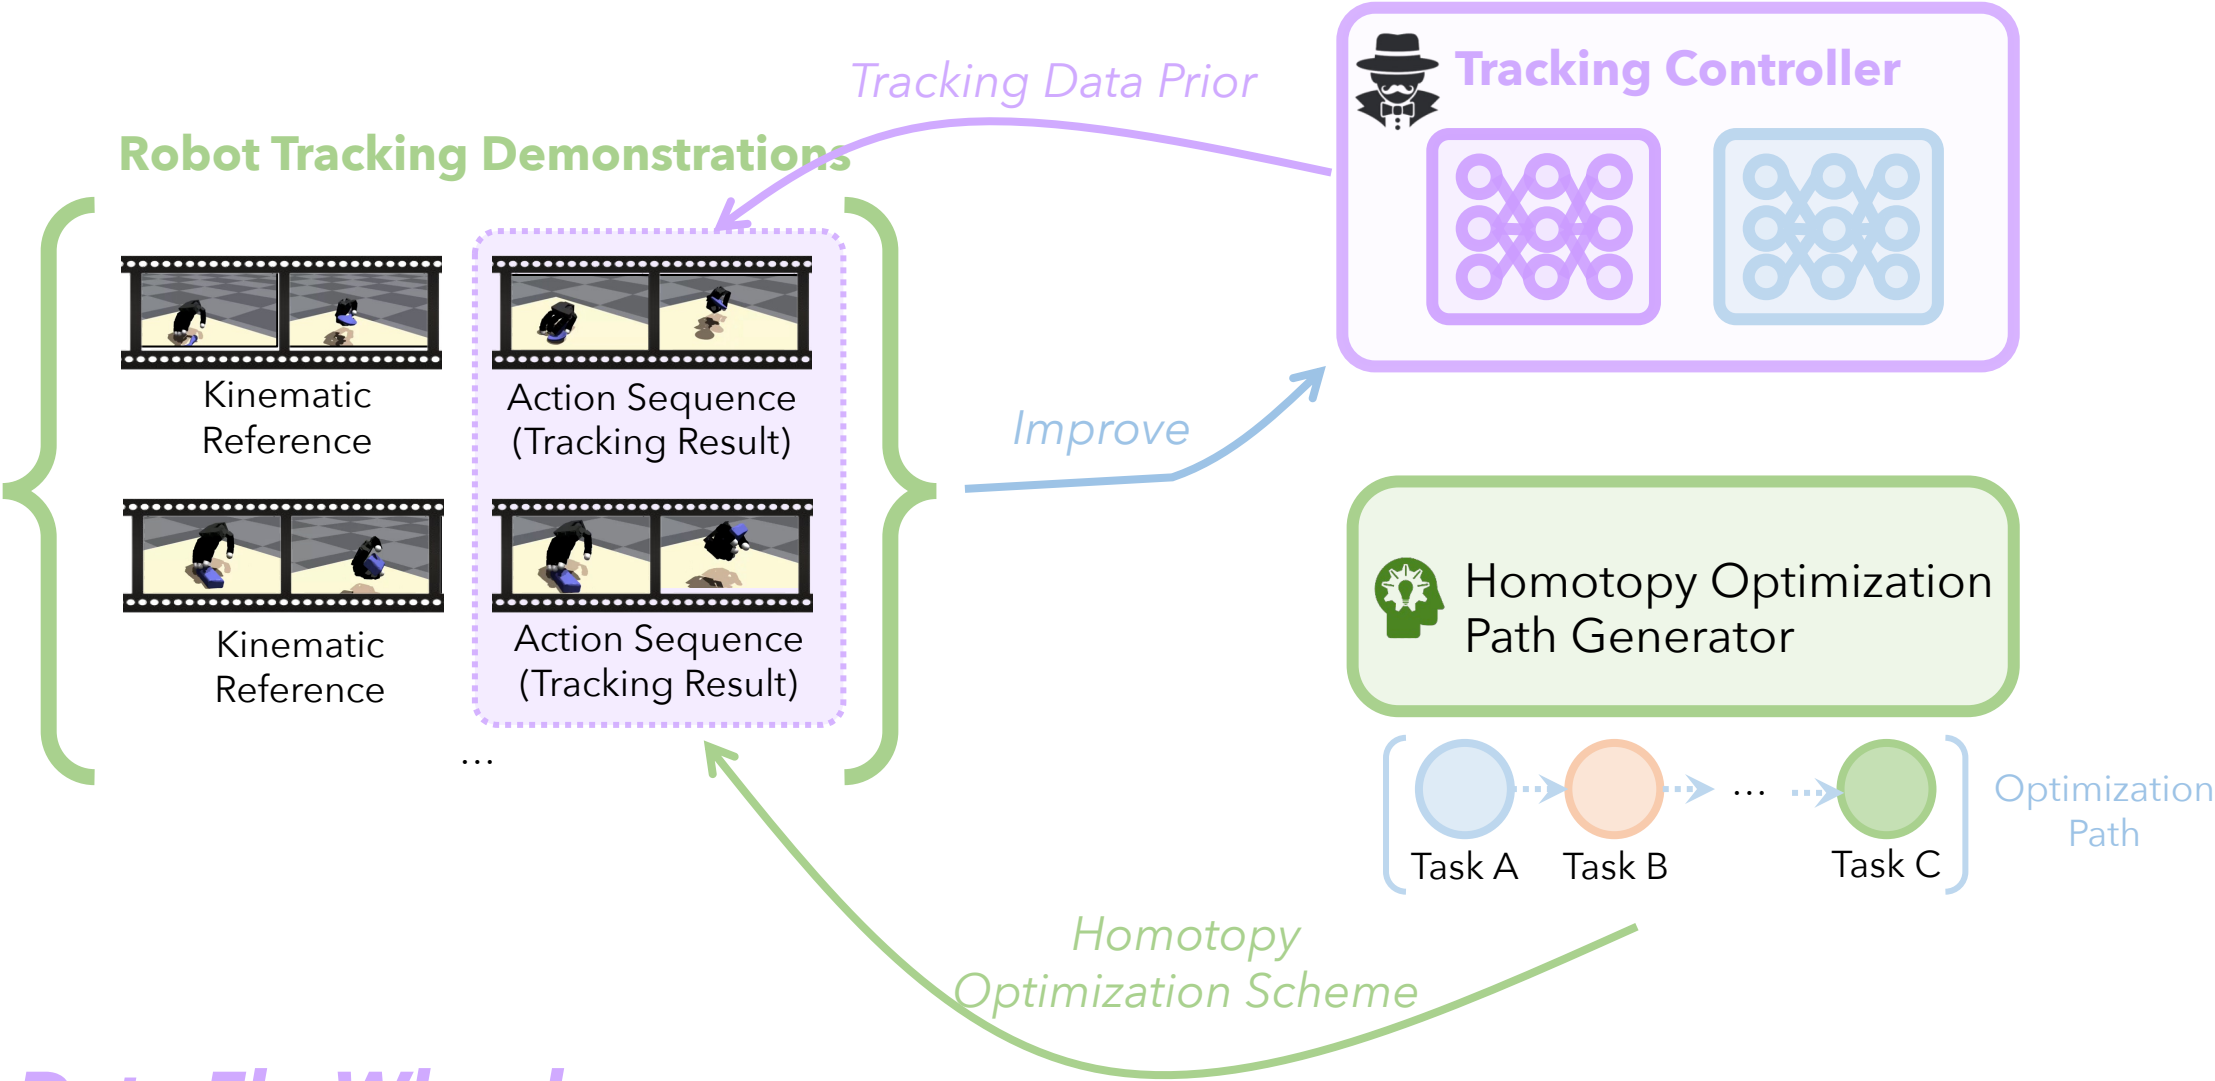 Tracking Data Prior
Tracking Controller
Robot Tracking Demonstrations
Kinematic
Reference
Action Sequence
(Tracking Result)
Improve
Kinematic
Reference
Action Sequence
(Tracking Result)
...
Homotopy Optimization
Path Generator
...
Task A
Task B
Task C
Optimization
Path
Homotopy
Optimization Scheme